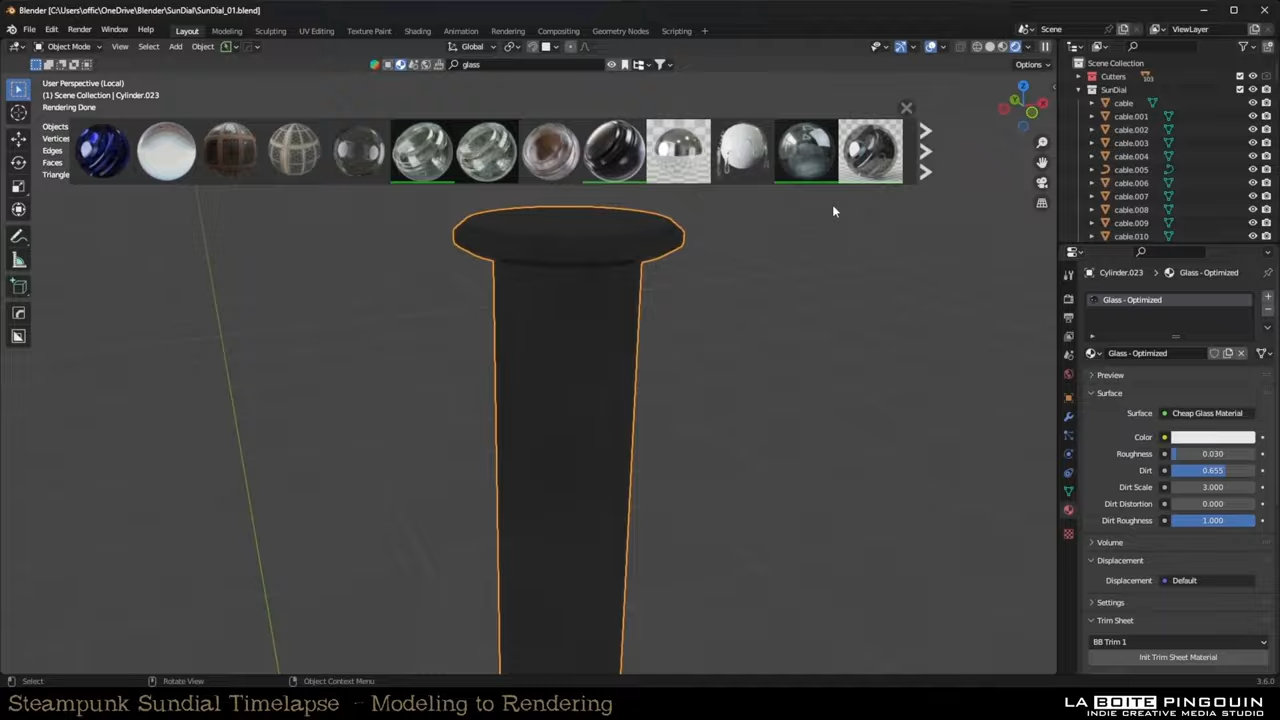 Blender [C:\Users\offic\OneDrive\Blender\SunDial\SunDial_01.blend]
File Edit Render Window Help Layout Modeling Sculpting UV Editing Texture Paint Shading Animation Rendering Compositing Geometry Nodes Scripting + Scene ViewLayer
Object Mode View Select Add Object Global
glass Options
User Perspective (Local)
(1) Scene Collection | Cylinder.023
Rendering Done
Objects
Vertices
Edges
Faces
Triangle
Scene Collection
Cutters
SunDial
cable
cable.001
cable.002
cable.003
cable.004
cable.005
cable.006
cable.007
cable.008
cable.009
cable.010
Cylinder.023 > Glass - Optimized
Glass - Optimized
Glass - Optimized
Preview
Surface
Surface Cheap Glass Material
Color
Roughness 0.030
Dirt 0.655
Dirt Scale 3.000
Dirt Distortion 0.000
Dirt Roughness 1.000
Volume
Displacement
Displacement Default
Settings
Trim Sheet
BB Trim 1
Init Trim Sheet Material
Select Rotate View Object Context Menu 3.6.0
Steampunk Sundial Timelapse - Modeling to Rendering
LA BOITE PINGOUIN
INDIE CREATIVE MEDIA STUDIO